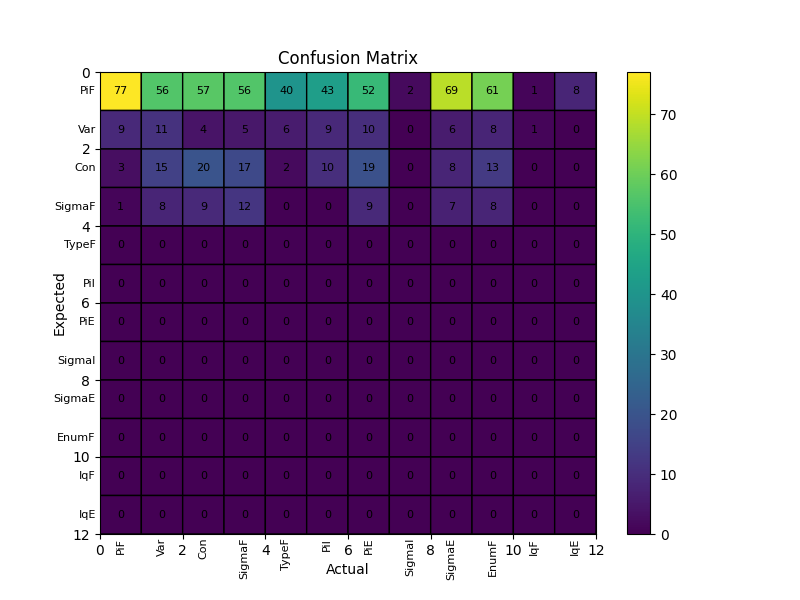 Confusion Matrix
0
PiF 77 56 57 56 40 43 52 2 69 61 1 8
Var 9 11 4 5 6 9 10 0 6 8 1 0
2
Con 3 15 20 17 2 10 19 0 8 13 0 0
SigmaF 1 8 9 12 0 0 9 0 7 8 0 0
4
TypeF 0 0 0 0 0 0 0 0 0 0 0 0
PiI 0 0 0 0 0 0 0 0 0 0 0 0
6
PiE 0 0 0 0 0 0 0 0 0 0 0 0
SigmaI 0 0 0 0 0 0 0 0 0 0 0 0
8
SigmaE 0 0 0 0 0 0 0 0 0 0 0 0
EnumF 0 0 0 0 0 0 0 0 0 0 0 0
10
IqF 0 0 0 0 0 0 0 0 0 0 0 0
IqE 0 0 0 0 0 0 0 0 0 0 0 0
12
Expected
0 2 4 6 8 10 12
PiF Var Con SigmaF TypeF PiI PiE SigmaI SigmaE EnumF IqF IqE
Actual
70
60
50
40
30
20
10
0